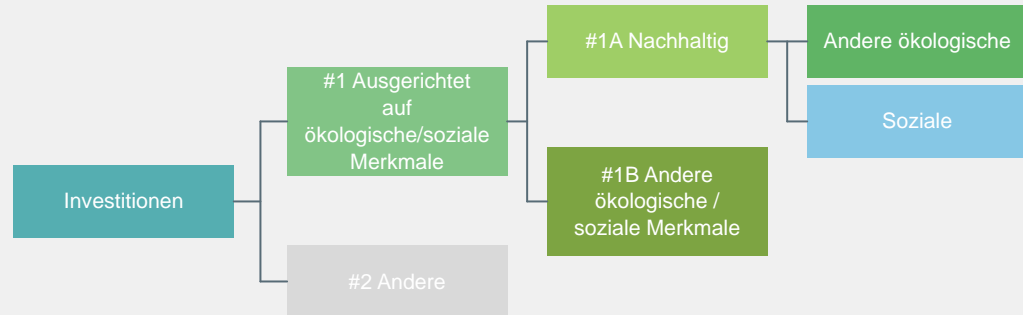 Investitionen
#1 Ausgerichtet
auf
ökologische/soziale
Merkmale
#2 Andere
#1A Nachhaltig
#1B Andere
ökologische /
soziale Merkmale
Andere ökologische
Soziale